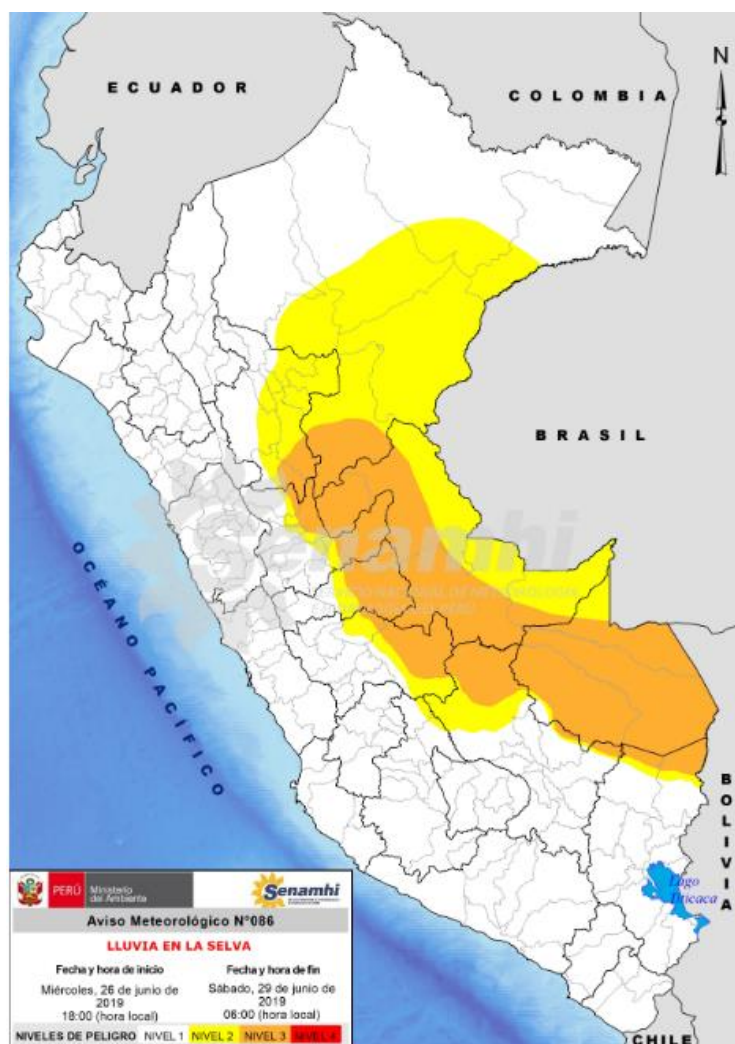 ECUADOR
COLOMBIA
N
BRASIL
Senamhi
OCÉANO PACÍFICO
BOLIVIA
Lago
Titicaca
PERÚ
Ministerio
del Ambiente
Senamhi
Aviso Meteorológico N°086
LLUVIA EN LA SELVA
Fecha y hora de inicio
Miércoles, 26 de junio de
2019
18:00 (hora local)
Fecha y hora de fin
Sábado, 29 de junio de
2019
06:00 (hora local)
NIVELES DE PELIGRO NIVEL 1 NIVEL 2 NIVEL 3 NIVEL 4
CHILE